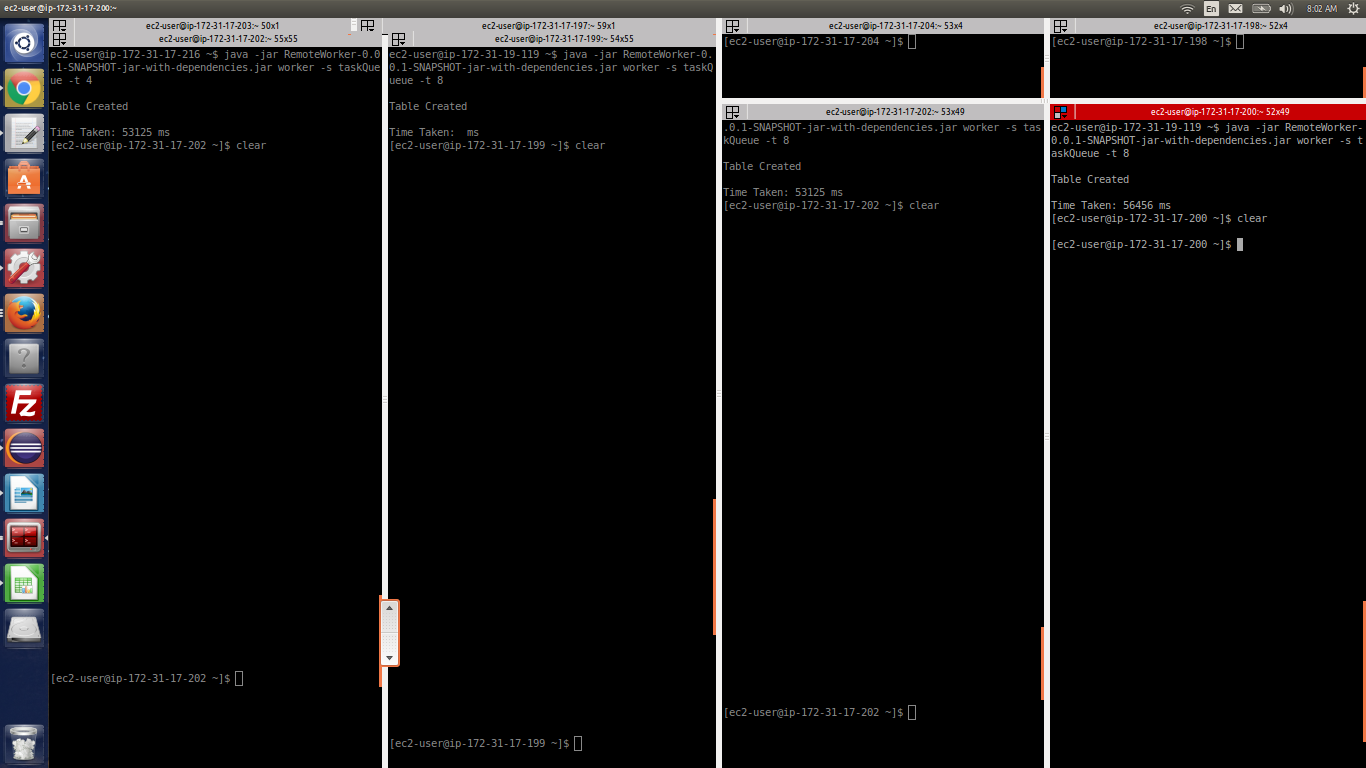 ec2-user@ip-172-31-17-200:~
En
8:02 AM
ec2-user@ip-172-31-17-203:~ 50x1
ec2-user@ip-172-31-17-202:~ 55x55
ec2-user@ip-172-31-17-216 ~$ java -jar RemoteWorker-0.0
.1-SNAPSHOT-jar-with-dependencies.jar worker -s taskQue
ue -t 4
Table Created
Time Taken: 53125 ms
[ec2-user@ip-172-31-17-202 ~]$ clear
[ec2-user@ip-172-31-17-202 ~]$
ec2-user@ip-172-31-17-197:~ 59x1
ec2-user@ip-172-31-17-199:~ 54x55
ec2-user@ip-172-31-19-119 ~$ java -jar RemoteWorker-0.
0.1-SNAPSHOT-jar-with-dependencies.jar worker -s taskQ
ueue -t 8
Table Created
Time Taken:  ms
[ec2-user@ip-172-31-17-199 ~]$ clear
[ec2-user@ip-172-31-17-199 ~]$
ec2-user@ip-172-31-17-204:~ 53x4
[ec2-user@ip-172-31-17-204 ~]$
ec2-user@ip-172-31-17-202:~ 53x49
.0.1-SNAPSHOT-jar-with-dependencies.jar worker -s tas
kQueue -t 8
Table Created
Time Taken: 53125 ms
[ec2-user@ip-172-31-17-202 ~]$ clear
[ec2-user@ip-172-31-17-202 ~]$
ec2-user@ip-172-31-17-198:~ 52x4
[ec2-user@ip-172-31-17-198 ~]$
ec2-user@ip-172-31-17-200:~ 52x49
ec2-user@ip-172-31-19-119 ~$ java -jar RemoteWorker-
0.0.1-SNAPSHOT-jar-with-dependencies.jar worker -s t
askQueue -t 8
Table Created
Time Taken: 56456 ms
[ec2-user@ip-172-31-17-200 ~]$ clear
[ec2-user@ip-172-31-17-200 ~]$
A
?
Fz